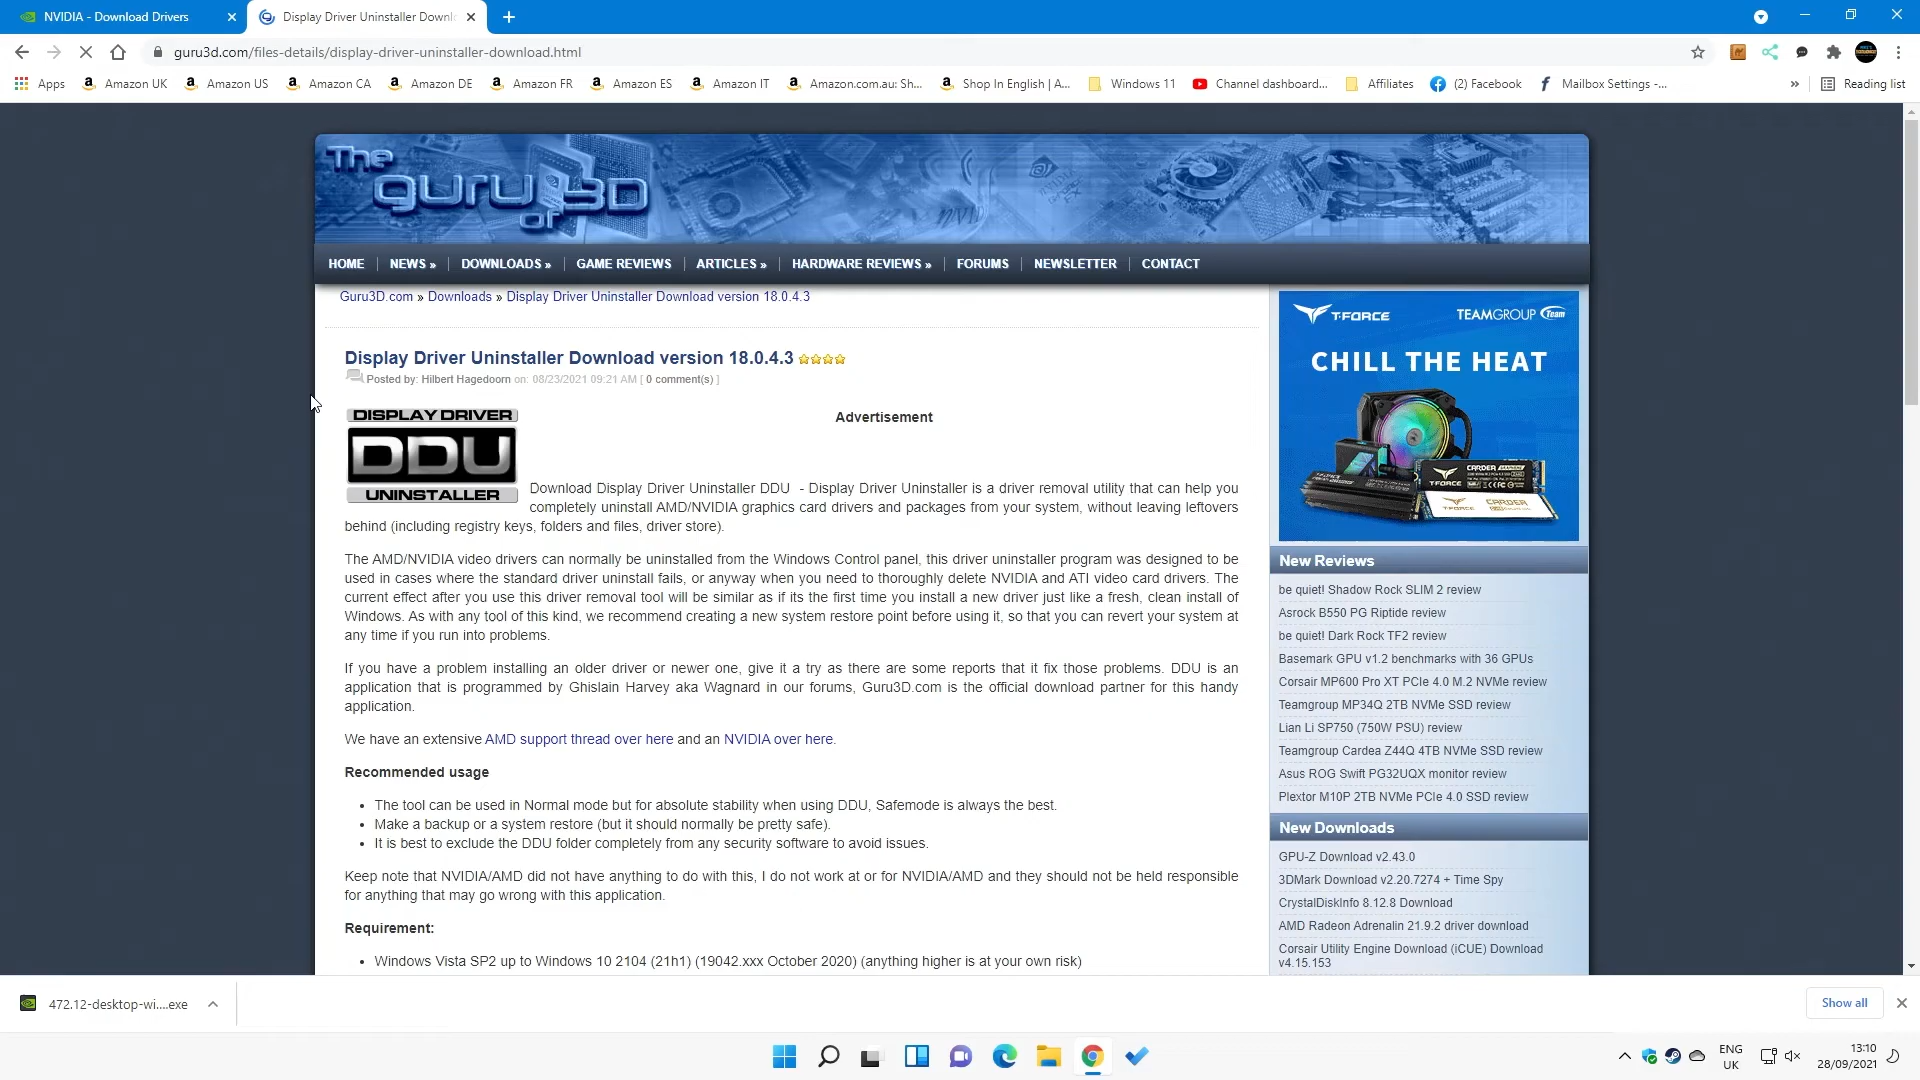 NVIDIA - Download Drivers
Display Driver Uninstaller Downl
guru3d.com/files-details/display-driver-uninstaller-download.html
Apps Amazon UK Amazon US Amazon CA Amazon DE Amazon FR Amazon ES Amazon IT Amazon.com.au: Sh... Shop In English | A... Windows 11 Channel dashboard... Affiliates (2) Facebook Mailbox Settings -... » Reading list
The guru of 3D
HOME NEWS » DOWNLOADS » GAME REVIEWS ARTICLES » HARDWARE REVIEWS » FORUMS NEWSLETTER CONTACT
Guru3D.com » Downloads » Display Driver Uninstaller Download version 18.0.4.3
Display Driver Uninstaller Download version 18.0.4.3
Posted by: Hilbert Hagedoorn on: 08/23/2021 09:21 AM [ 0 comment(s) ]
DISPLAY DRIVER
DDU
UNINSTALLER
Advertisement
Download Display Driver Uninstaller DDU - Display Driver Uninstaller is a driver removal utility that can help you
completely uninstall AMD/NVIDIA graphics card drivers and packages from your system, without leaving leftovers
behind (including registry keys, folders and files, driver store).
The AMD/NVIDIA video drivers can normally be uninstalled from the Windows Control panel, this driver uninstaller program was designed to be
used in cases where the standard driver uninstall fails, or anyway when you need to thoroughly delete NVIDIA and ATI video card drivers. The
current effect after you use this driver removal tool will be similar as if its the first time you install a new driver just like a fresh, clean install of
Windows. As with any tool of this kind, we recommend creating a new system restore point before using it, so that you can revert your system at
any time if you run into problems.
If you have a problem installing an older driver or newer one, give it a try as there are some reports that it fix those problems. DDU is an
application that is programmed by Ghislain Harvey aka Wagnard in our forums, Guru3D.com is the official download partner for this handy
application.
We have an extensive AMD support thread over here and an NVIDIA over here.
Recommended usage
• The tool can be used in Normal mode but for absolute stability when using DDU, Safemode is always the best.
• Make a backup or a system restore (but it should normally be pretty safe).
• It is best to exclude the DDU folder completely from any security software to avoid issues.
Keep note that NVIDIA/AMD did not have anything to do with this, I do not work at or for NVIDIA/AMD and they should not be held responsible
for anything that may go wrong with this application.
Requirement:
• Windows Vista SP2 up to Windows 10 2104 (21h1) (19042.xxx October 2020) (anything higher is at your own risk)
T-FORCE TEAMGROUP Team
CHILL THE HEAT
New Reviews
be quiet! Shadow Rock SLIM 2 review
Asrock B550 PG Riptide review
be quiet! Dark Rock TF2 review
Basemark GPU v1.2 benchmarks with 36 GPUs
Corsair MP600 Pro XT PCIe 4.0 M.2 NVMe review
Teamgroup MP34Q 2TB NVMe SSD review
Lian Li SP750 (750W PSU) review
Teamgroup Cardea Z44Q 4TB NVMe SSD review
Asus ROG Swift PG32UQX monitor review
Plextor M10P 2TB NVMe PCIe 4.0 SSD review
New Downloads
GPU-Z Download v2.43.0
3DMark Download v2.20.7274 + Time Spy
CrystalDiskInfo 8.12.8 Download
AMD Radeon Adrenalin 21.9.2 driver download
Corsair Utility Engine Download (iCUE) Download
v4.15.153
472.12-desktop-wi....exe
Show all
ENG
UK
13:10
28/09/2021